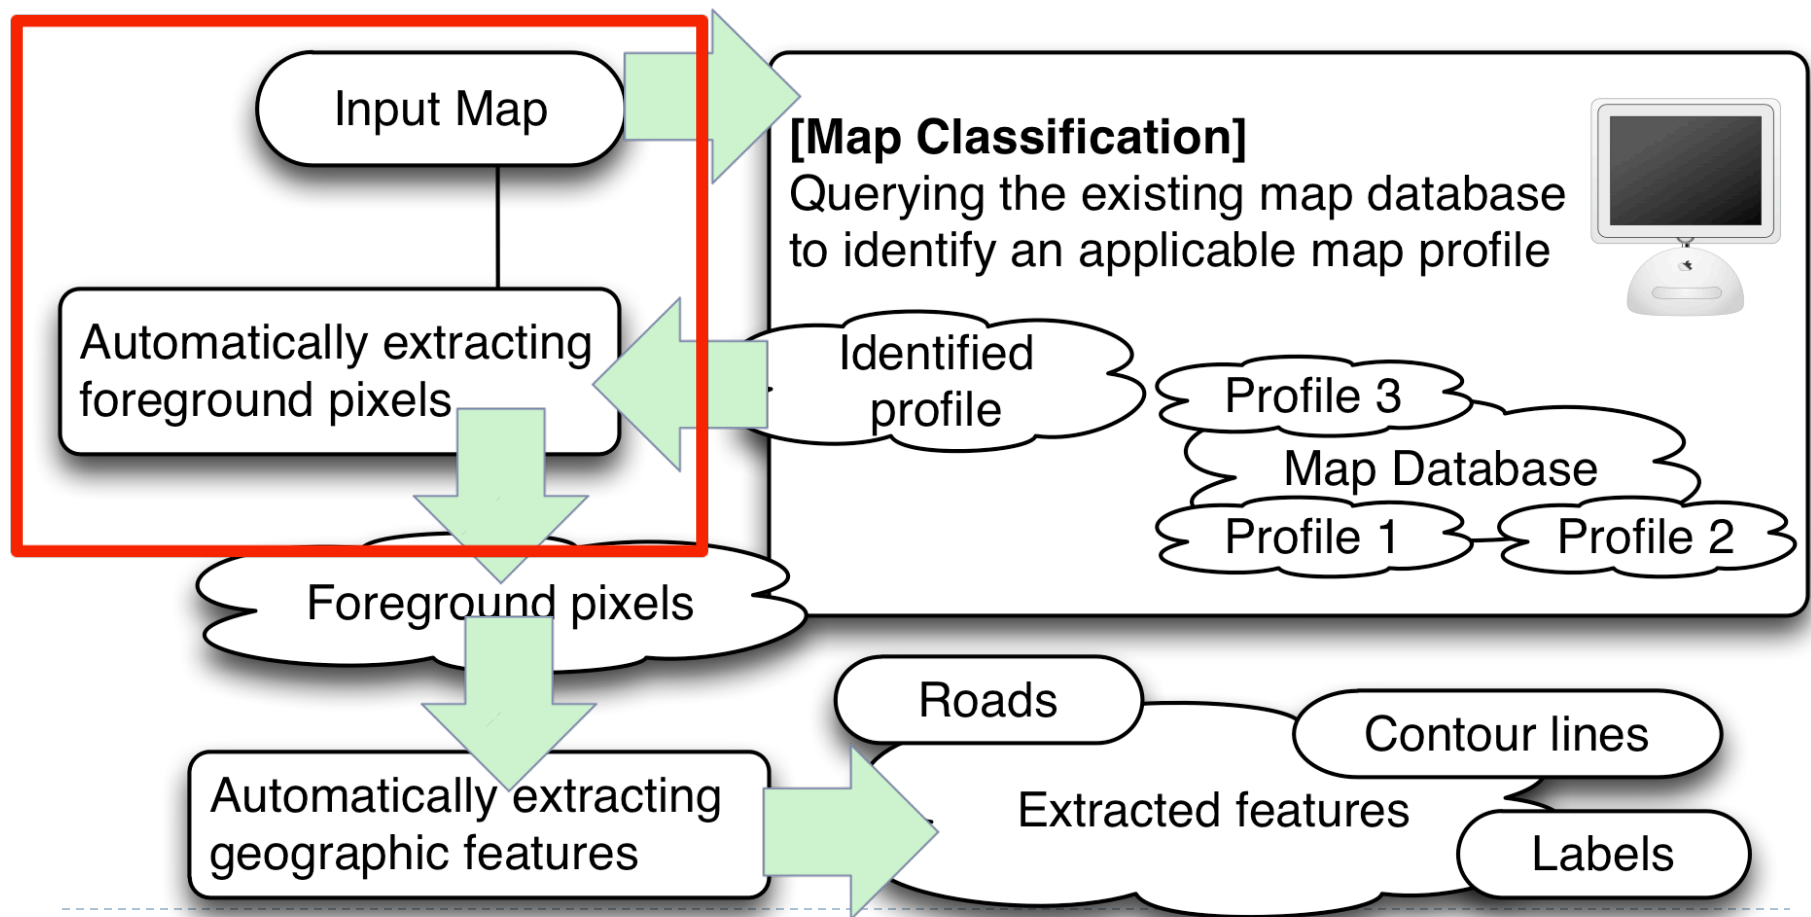 Input Map
[Map Classification]
Querying the existing map database
to identify an applicable map profile
Automatically extracting
foreground pixels
Identified
profile
Profile 3
Map Database
Profile 1
Profile 2
Foreground pixels
Roads
Contour lines
Automatically extracting
geographic features
Extracted features
Labels